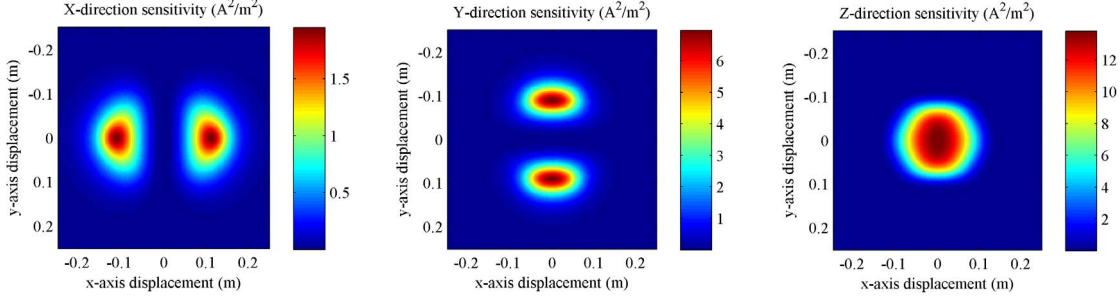 X-direction sensitivity (A²/m²)
-0.2
-0.1
0
0.1
0.2
y-axis displacement (m)
-0.2 -0.1 0 0.1 0.2
x-axis displacement (m)
1.5
1
0.5
Y-direction sensitivity (A²/m²)
-0.2
-0.1
0
0.1
0.2
y-axis displacement (m)
-0.2 -0.1 0 0.1 0.2
x-axis displacement (m)
6
5
4
3
2
1
Z-direction sensitivity (A²/m²)
-0.2
-0.1
0
0.1
0.2
y-axis displacement (m)
-0.2 -0.1 0 0.1 0.2
x-axis displacement (m)
12
10
8
6
4
2